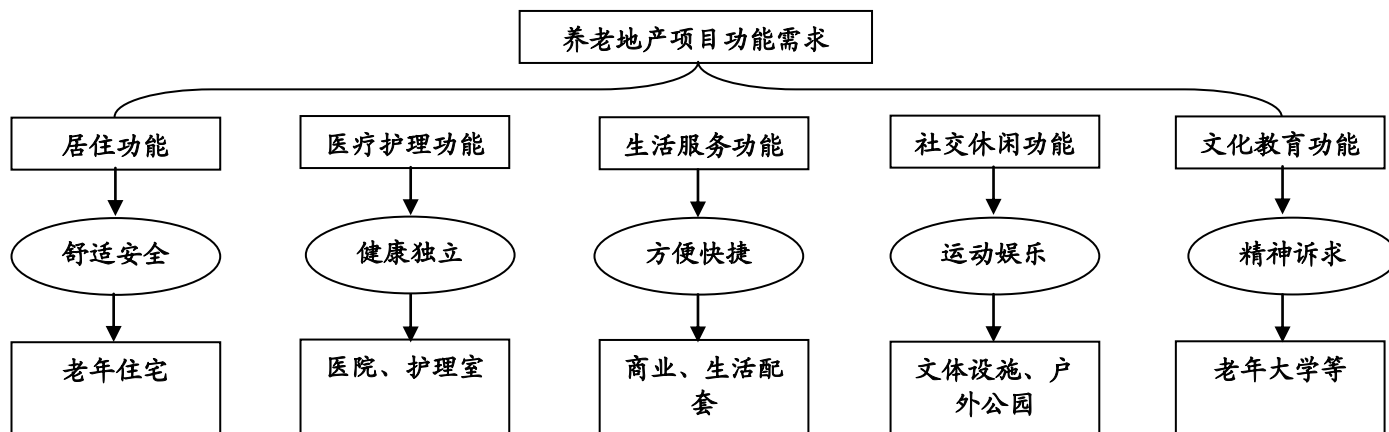 养老地产项目功能需求
居住功能
医疗护理功能
生活服务功能
社交休闲功能
文化教育功能
舒适安全
健康独立
方便快捷
运动娱乐
精神诉求
老年住宅
医院、护理室
商业、生活配
套
文体设施、户
外公园
老年大学等